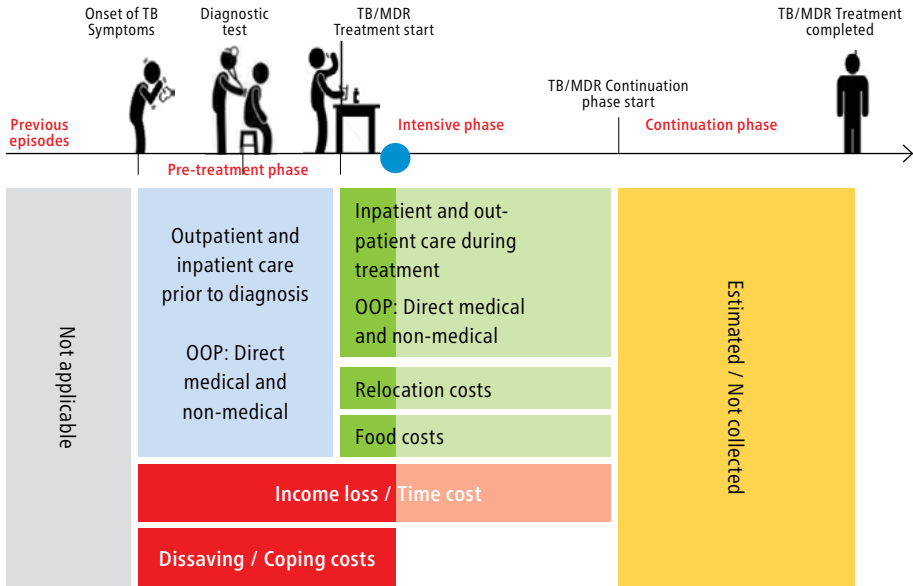 Onset of TB
Symptoms
Diagnostic
test
TB/MDR
Treatment start
TB/MDR Treatment
completed
TB/MDR Continuation
phase start
Previous
episodes
Intensive phase
Continuation phase
Pre-treatment phase
Not applicable
Outpatient and
inpatient care
prior to diagnosis
OOP: Direct
medical and
non-medical
Inpatient and out-
patient care during
treatment
OOP: Direct medical
and non-medical
Relocation costs
Food costs
Income loss / Time cost
Dissaving / Coping costs
Estimated / Not collected